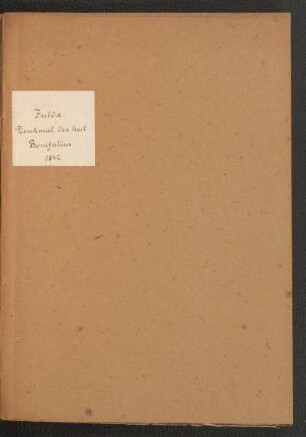 Fulda.
Denkmal des heil
Bonifatius
1842